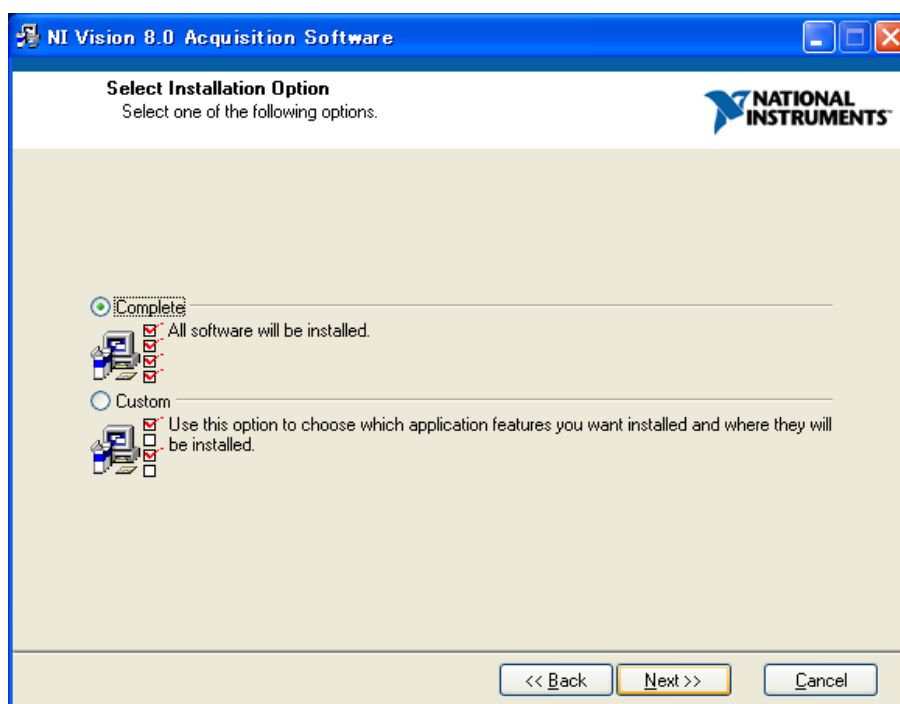 NI Vision 8.0 Acquisition Software
Select Installation Option
Select one of the following options.
NATIONAL
INSTRUMENTS
Complete
All software will be installed.
Custom
Use this option to choose which application features you want installed and where they will
be installed.
<< Back
Next >>
Cancel